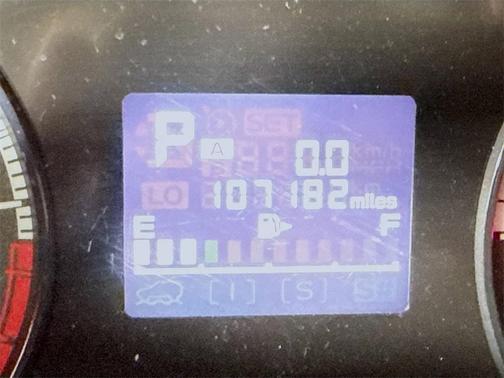 SET
P A 0.0 km/h
LO 107182 miles
E F
[I] [S] S#